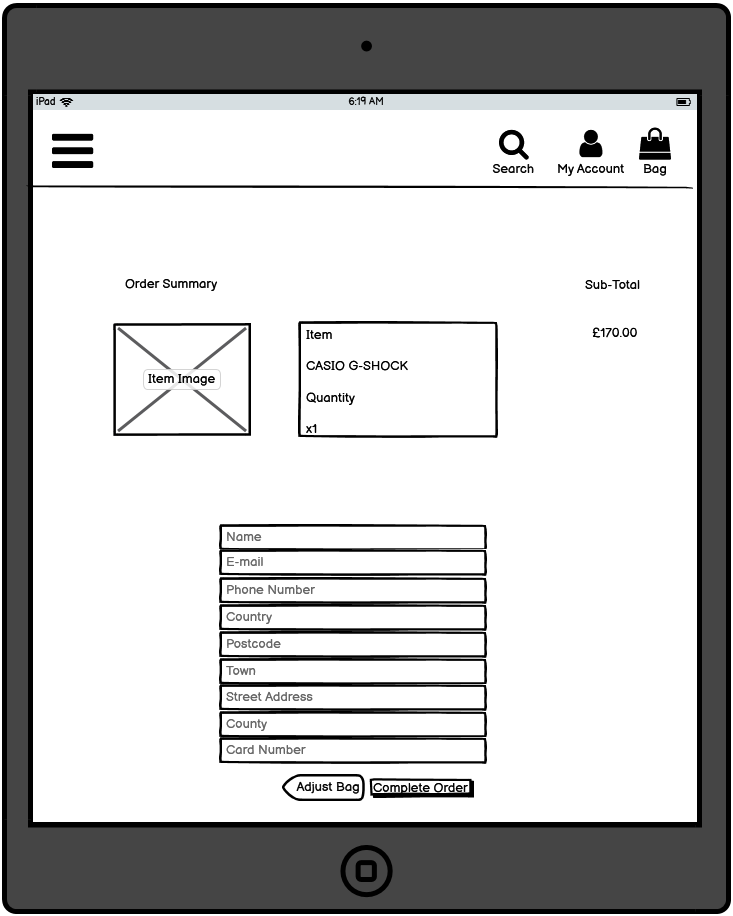 iPad 6:19 AM
Search My Account Bag
Order Summary Sub-Total
Item £170.00
Item Image CASIO G-SHOCK
Quantity
x1
Name
E-mail
Phone Number
Country
Postcode
Town
Street Address
County
Card Number
Adjust Bag Complete Order